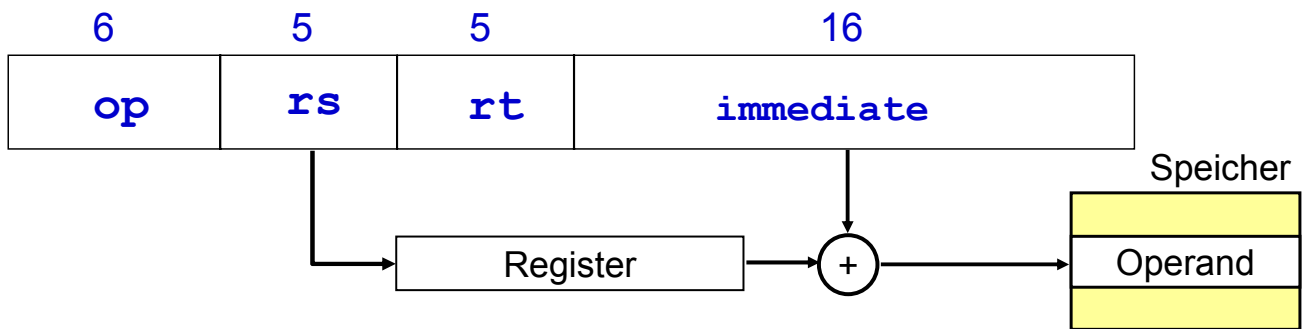 6 5 5 16
op rs rt immediate
Speicher
Register + Operand